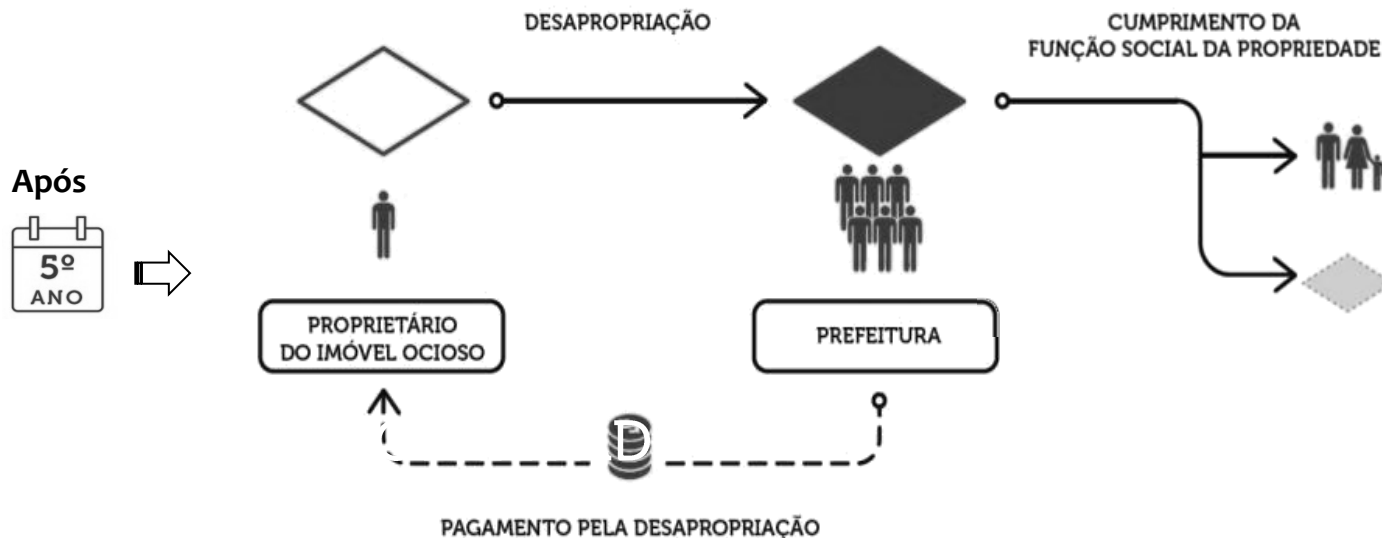 DESAPROPRIAÇÃO
CUMPRIMENTO DA
FUNÇÃO SOCIAL DA PROPRIEDADE
Após
5º
ANO
PROPRIETÁRIO
DO IMÓVEL OCIOSO
PREFEITURA
D
PAGAMENTO PELA DESAPROPRIAÇÃO